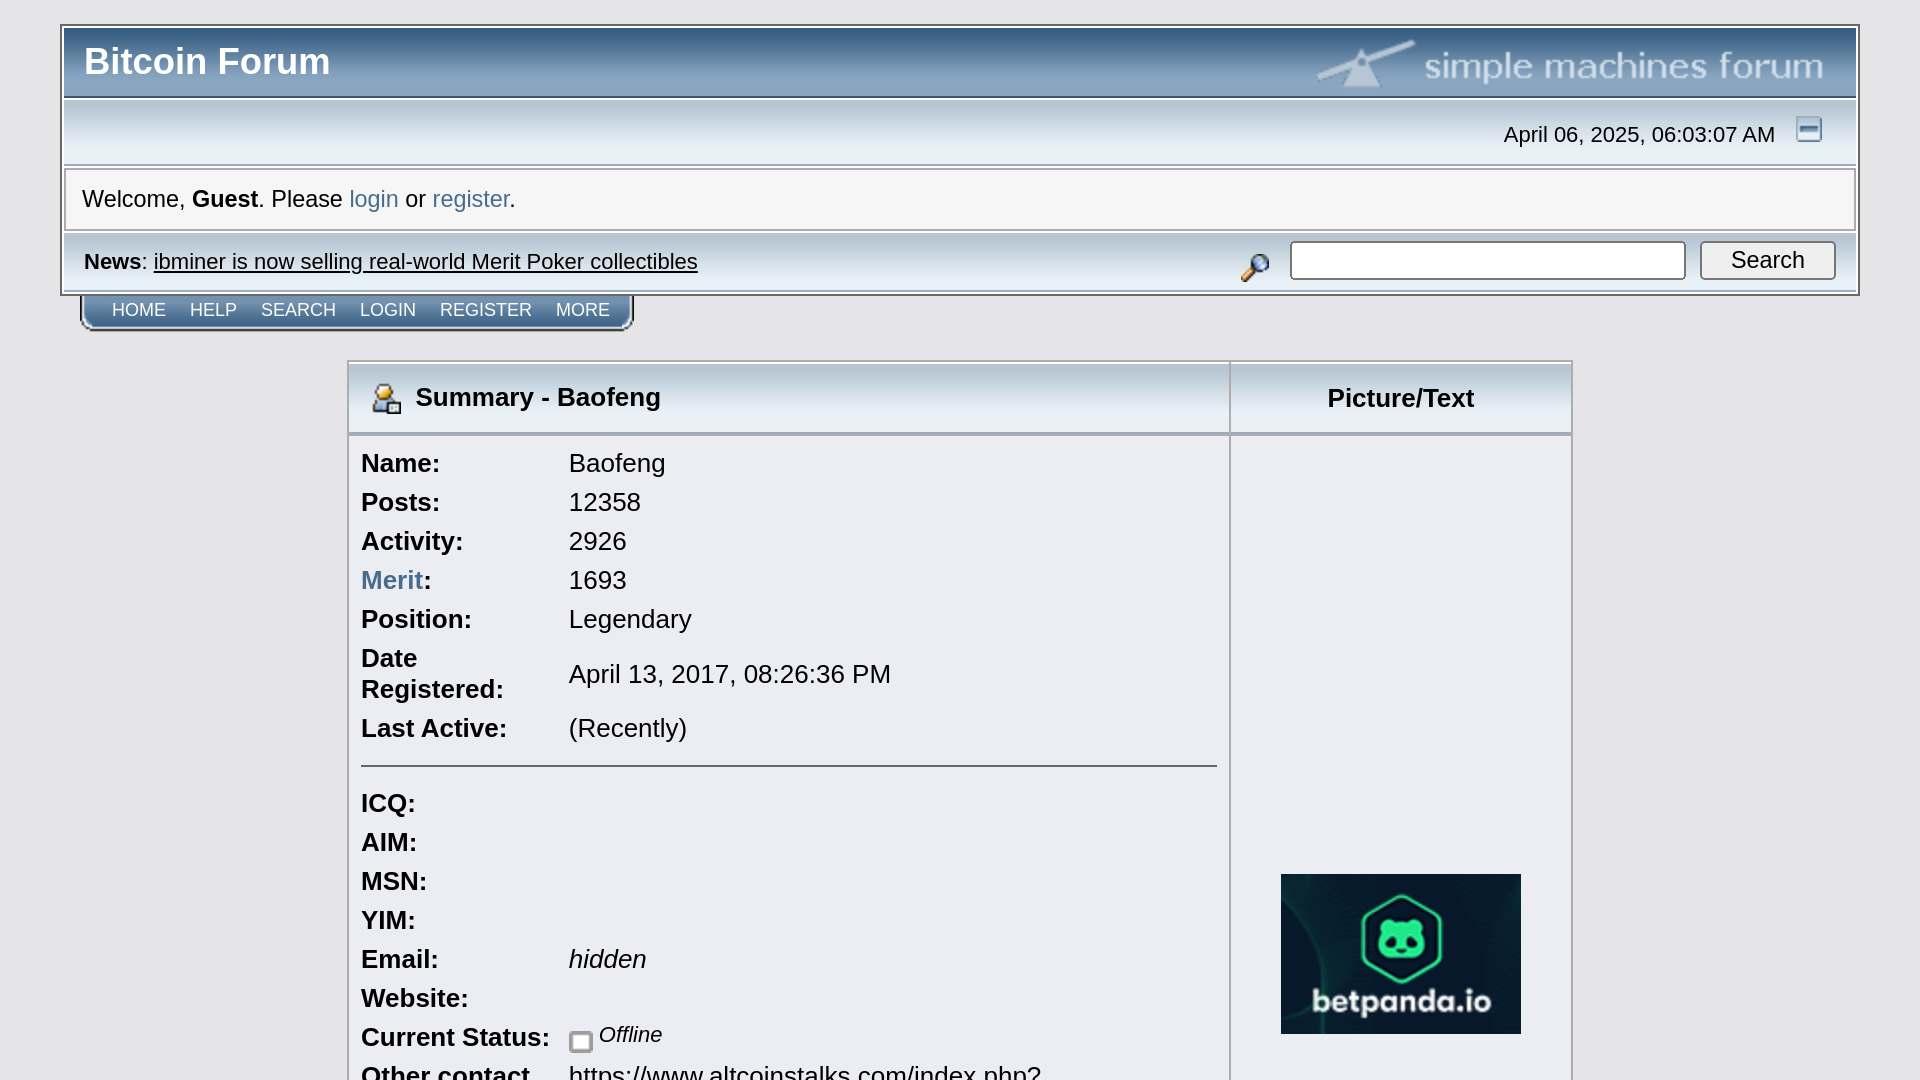 Bitcoin Forum
simple machines forum
April 06, 2025, 06:03:07 AM
Welcome, Guest. Please login or register.
News: ibminer is now selling real-world Merit Poker collectibles
Search
HOME HELP SEARCH LOGIN REGISTER MORE
Summary - Baofeng
Picture/Text
Name: Baofeng
Posts: 12358
Activity: 2926
Merit: 1693
Position: Legendary
Date
Registered: April 13, 2017, 08:26:36 PM
Last Active: (Recently)
ICQ:
AIM:
MSN:
YIM:
Email: hidden
Website:
betpanda.io
Current Status: Offline
Other contact https://www.altcoinstalks.com/index.php?